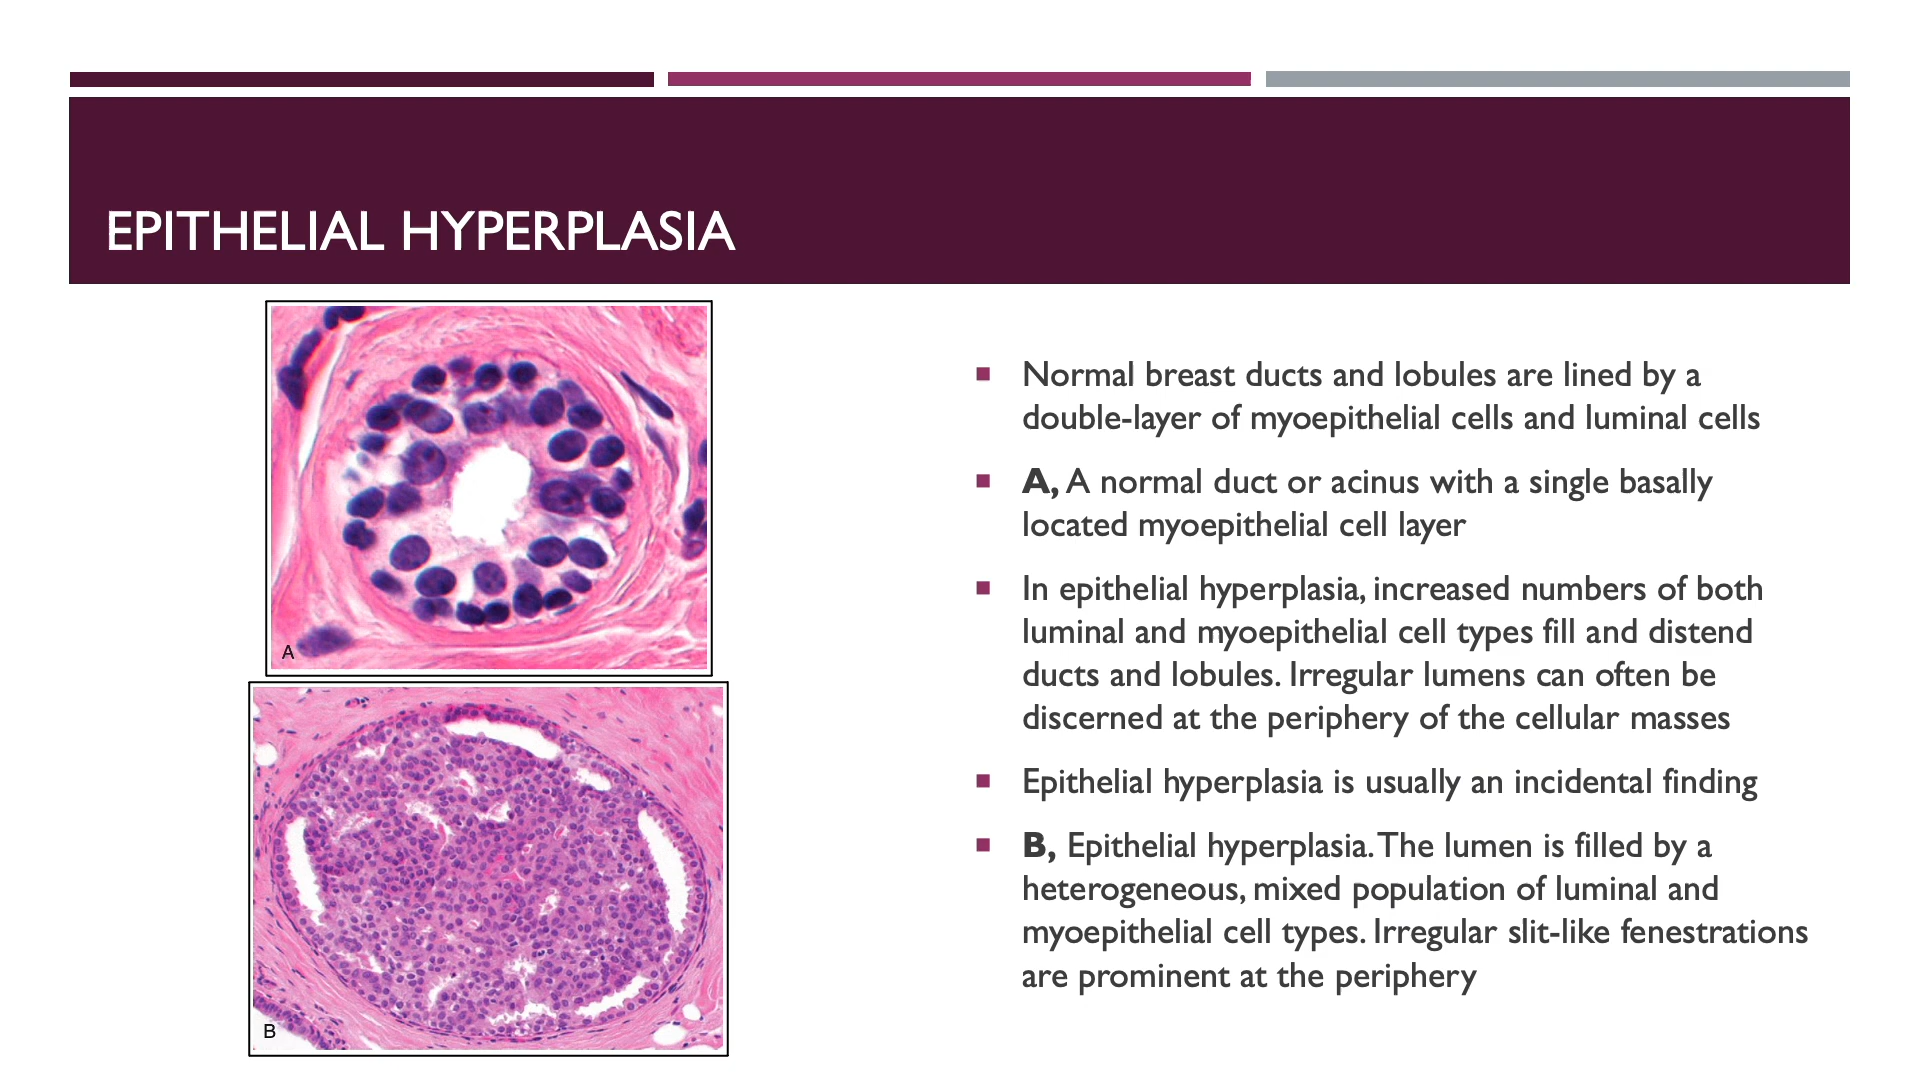 EPITHELIAL HYPERPLASIA
A
B
Normal breast ducts and lobules are lined by a
double-layer of myoepithelial cells and luminal cells
A, A normal duct or acinus with a single basally
located myoepithelial cell layer
In epithelial hyperplasia, increased numbers of both
luminal and myoepithelial cell types fill and distend
ducts and lobules. Irregular lumens can often be
discerned at the periphery of the cellular masses
Epithelial hyperplasia is usually an incidental finding
B, Epithelial hyperplasia. The lumen is filled by a
heterogeneous, mixed population of luminal and
myoepithelial cell types. Irregular slit-like fenestrations
are prominent at the periphery